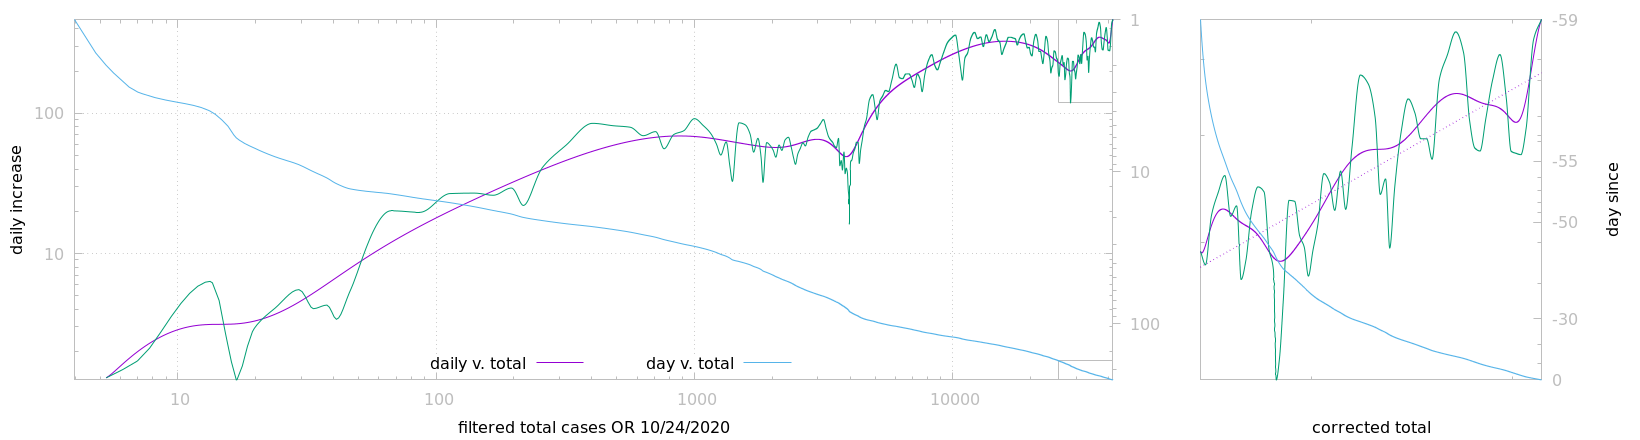 1
-59
100
daily increase
10
-55
-50
day since
10
100
-30
daily v. total
day v. total
0
10
100
1000
10000
filtered total cases OR 10/24/2020
corrected total